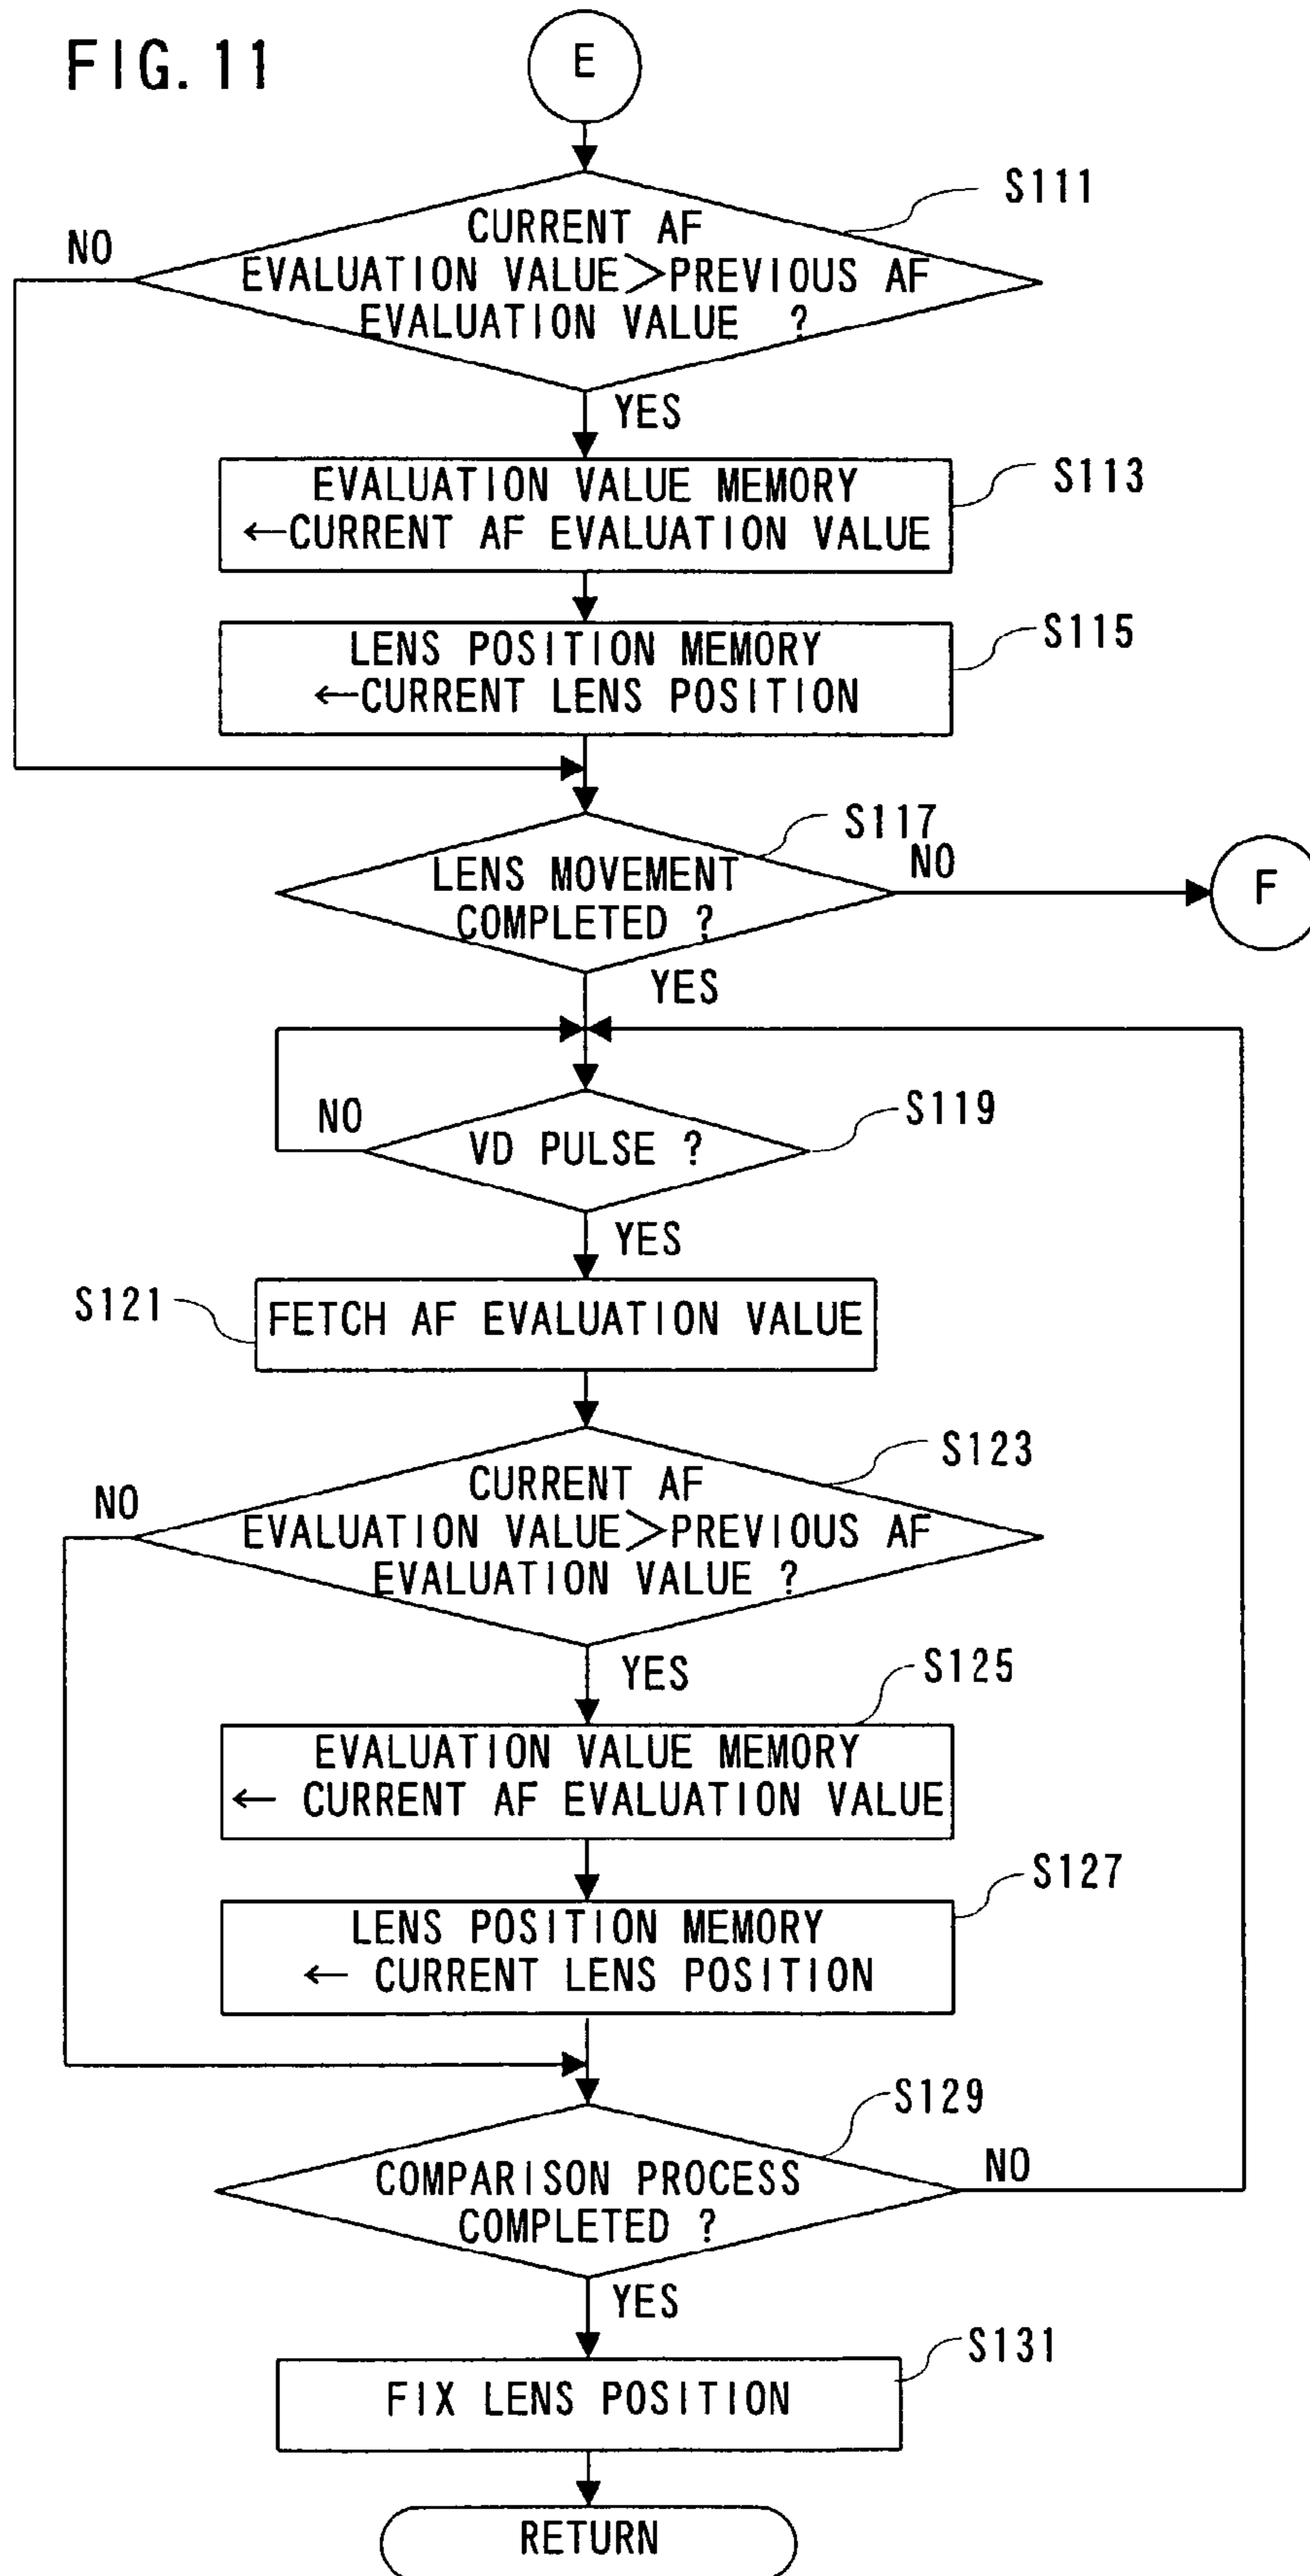 FIG. 11
E
S111
CURRENT AF
EVALUATION VALUE>PREVIOUS AF
EVALUATION VALUE ?
NO
YES
S113
EVALUATION VALUE MEMORY
←CURRENT AF EVALUATION VALUE
S115
LENS POSITION MEMORY
←CURRENT LENS POSITION
S117
LENS MOVEMENT
COMPLETED ?
NO
F
YES
S119
VD PULSE ?
NO
YES
S121
FETCH AF EVALUATION VALUE
S123
CURRENT AF
EVALUATION VALUE>PREVIOUS AF
EVALUATION VALUE ?
NO
YES
S125
EVALUATION VALUE MEMORY
← CURRENT AF EVALUATION VALUE
S127
LENS POSITION MEMORY
← CURRENT LENS POSITION
S129
COMPARISON PROCESS
COMPLETED ?
NO
YES
S131
FIX LENS POSITION
RETURN